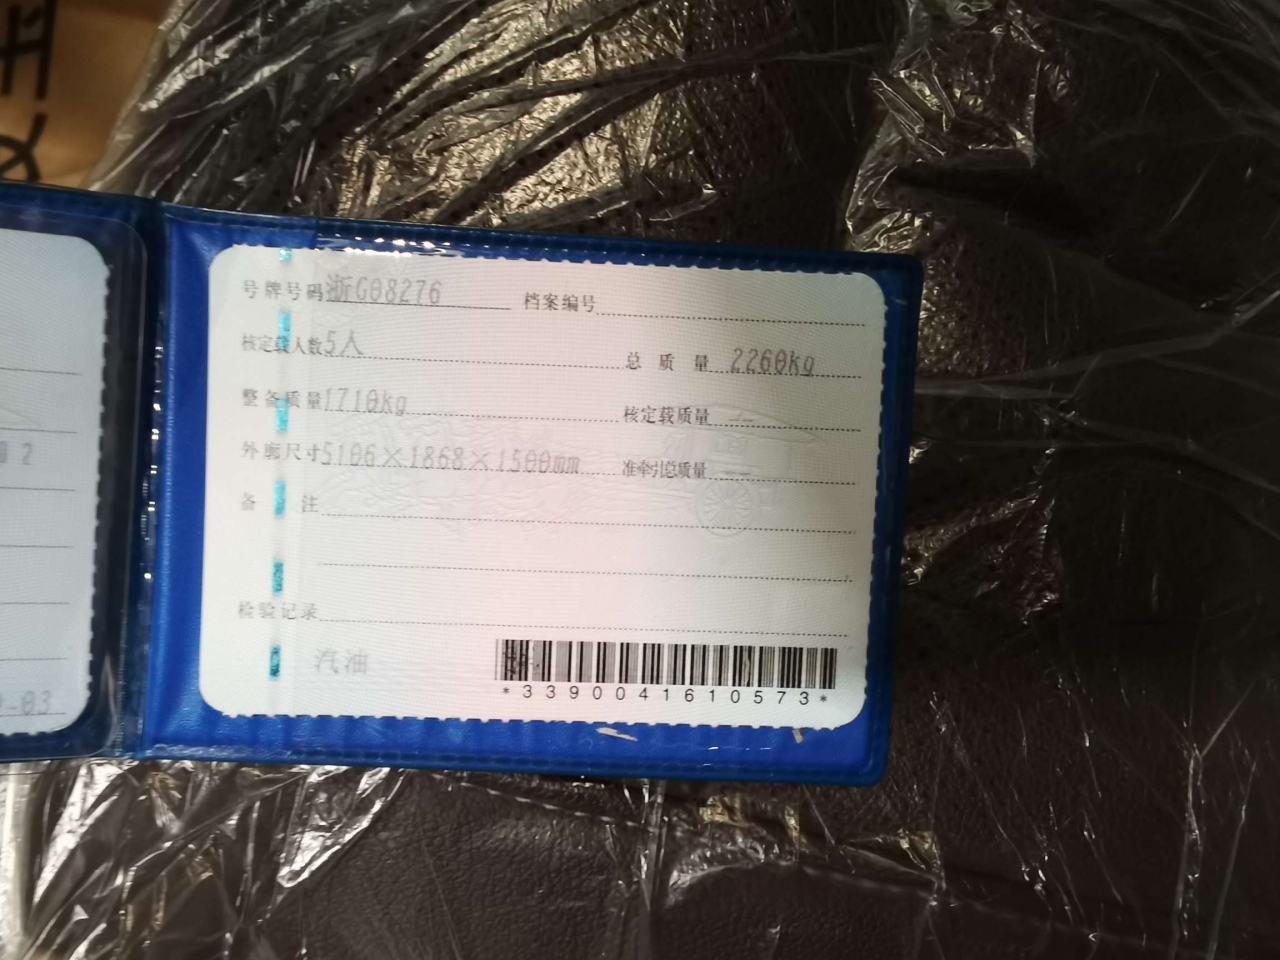 号牌号码 浙G08276 档案编号
核定载人数 5人 总质量 2260kg
整备质量 1710kg 核定载质量 --
外廓尺寸 5106×1868×1500mm 准牵引总质量 --
备注
检验记录
汽油
*3390041610573*
2
-03